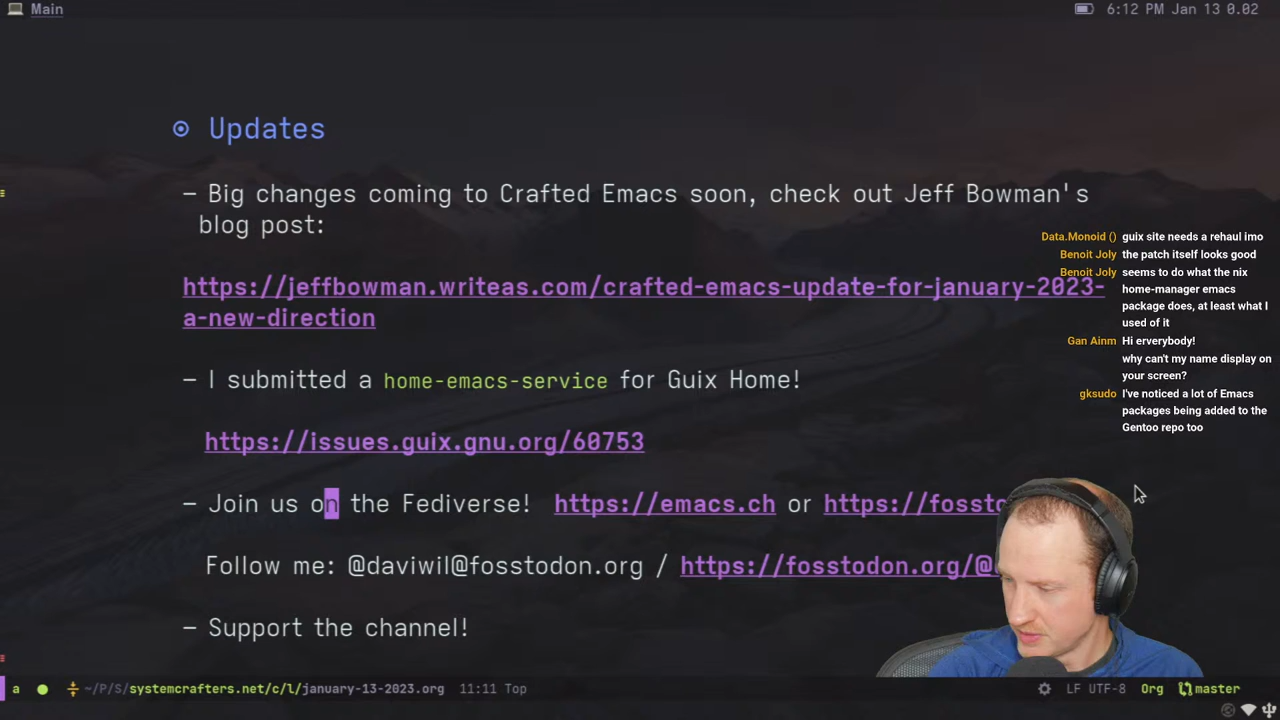 Main
6:12 PM Jan 13 0.02
Updates
– Big changes coming to Crafted Emacs soon, check out Jeff Bowman's
blog post:
https://jeffbowman.writeas.com/crafted-emacs-update-for-january-2023-
a-new-direction
– I submitted a home-emacs-service for Guix Home!
https://issues.guix.gnu.org/60753
– Join us on the Fediverse! https://emacs.ch or https://fossto
Follow me: @daviwil@fosstodon.org / https://fosstodon.org/@
– Support the channel!
Data.Monoid () guix site needs a rehaul imo
Benoit Joly the patch itself looks good
Benoit Joly seems to do what the nix
home-manager emacs
package does, at least what I
used of it
Gan Ainm Hi erverybody!
why can't my name display on
your screen?
gksudo I've noticed a lot of Emacs
packages being added to the
Gentoo repo too
a ~/P/S/systemcrafters.net/c/l/january-13-2023.org 11:11 Top
LF UTF-8 Org master